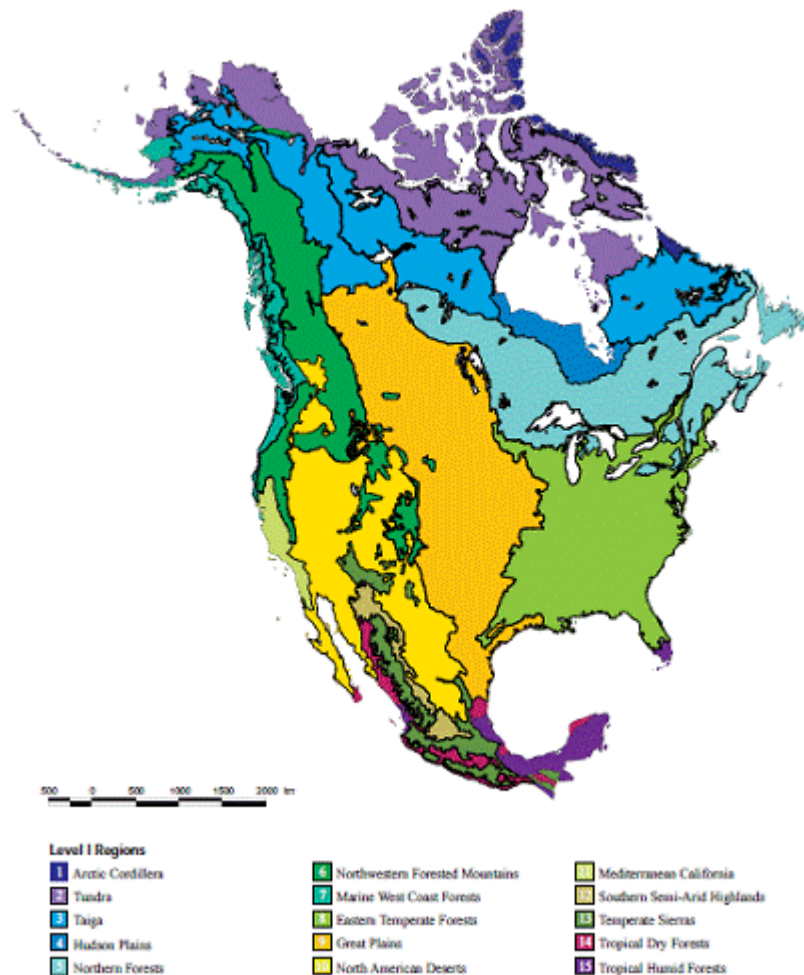 500 0 500 1000 1500 2000 km
Level I Regions
1 Arctic Cordillera
2 Tundra
3 Taiga
4 Hudson Plains
5 Northern Forests
6 Northwestern Forested Mountains
7 Marine West Coast Forests
8 Eastern Temperate Forests
9 Great Plains
10 North American Deserts
11 Mediterranean California
12 Southern Semi-Arid Highlands
13 Temperate Sierras
14 Tropical Dry Forests
15 Tropical Humid Forests